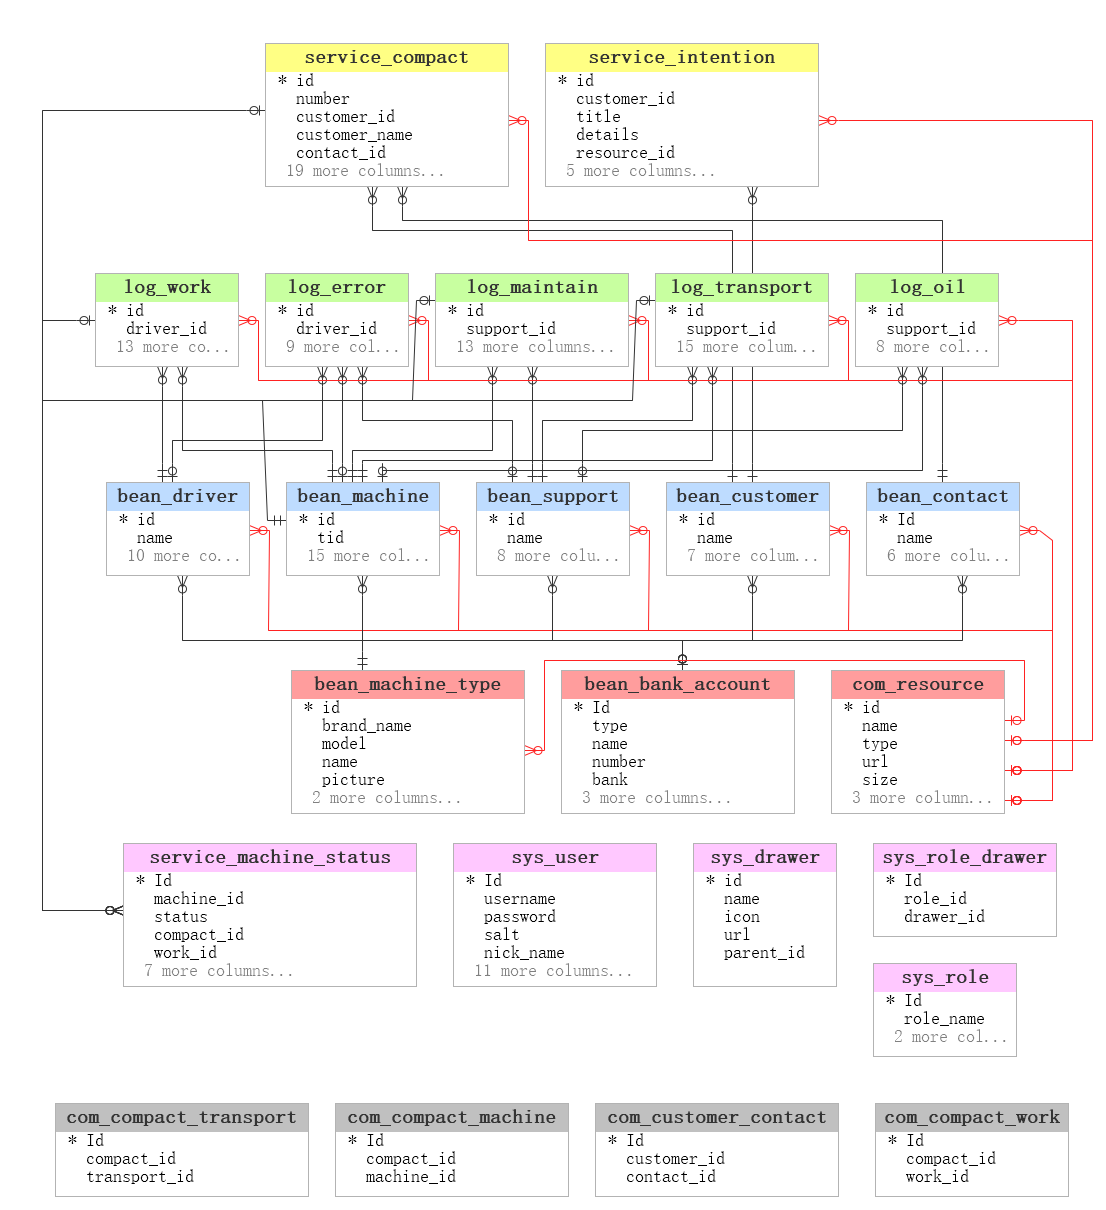 service_compact
* id
number
customer_id
customer_name
contact_id
19 more columns...
service_intention
* id
customer_id
title
details
resource_id
5 more columns...
log_work
* id
driver_id
13 more co...
log_error
* id
driver_id
9 more col...
log_maintain
* id
support_id
13 more columns...
log_transport
* id
support_id
15 more colum...
log_oil
* id
support_id
8 more col...
bean_driver
* id
name
10 more co...
bean_machine
* id
tid
15 more col...
bean_support
* id
name
8 more colu...
bean_customer
* id
name
7 more colum...
bean_contact
* Id
name
6 more colu...
bean_machine_type
* id
brand_name
model
name
picture
2 more columns...
bean_bank_account
* Id
type
name
number
bank
3 more columns...
com_resource
* id
name
type
url
size
3 more column...
service_machine_status
* Id
machine_id
status
compact_id
work_id
7 more columns...
sys_user
* Id
username
password
salt
nick_name
11 more columns...
sys_drawer
* id
name
icon
url
parent_id
sys_role_drawer
* Id
role_id
drawer_id
sys_role
* Id
role_name
2 more col...
com_compact_transport
* Id
compact_id
transport_id
com_compact_machine
* Id
compact_id
machine_id
com_customer_contact
* Id
customer_id
contact_id
com_compact_work
* Id
compact_id
work_id